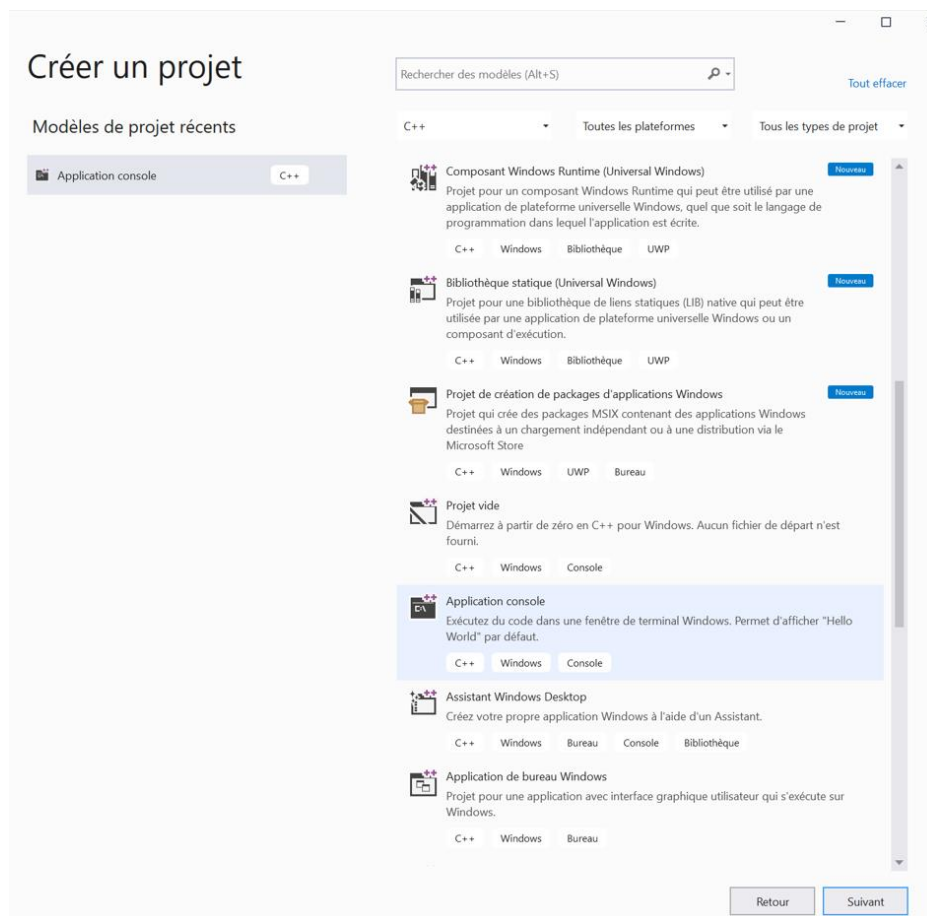 Créer un projet
Rechercher des modèles (Alt+S)
Tout effacer
Modèles de projet récents
C++
Toutes les plateformes
Tous les types de projet
Application console
C++
Composant Windows Runtime (Universal Windows)
Nouveau
Projet pour un composant Windows Runtime qui peut être utilisé par une
application de plateforme universelle Windows, quel que soit le langage de
programmation dans lequel l'application est écrite.
C++ Windows Bibliothèque UWP
Bibliothèque statique (Universal Windows)
Nouveau
Projet pour une bibliothèque de liens statiques (LIB) native qui peut être
utilisée par une application de plateforme universelle Windows ou un
composant d'exécution.
C++ Windows Bibliothèque UWP
Projet de création de packages d'applications Windows
Nouveau
Projet qui crée des packages MSIX contenant des applications Windows
destinées à un chargement indépendant ou à une distribution via le
Microsoft Store
C++ Windows UWP Bureau
Projet vide
Démarrez à partir de zéro en C++ pour Windows. Aucun fichier de départ n'est
fourni.
C++ Windows Console
Application console
Exécutez du code dans une fenêtre de terminal Windows. Permet d'afficher "Hello
World" par défaut.
C++ Windows Console
Assistant Windows Desktop
Créez votre propre application Windows à l'aide d'un Assistant.
C++ Windows Bureau Console Bibliothèque
Application de bureau Windows
Projet pour une application avec interface graphique utilisateur qui s'exécute sur
Windows.
C++ Windows Bureau
Retour
Suivant